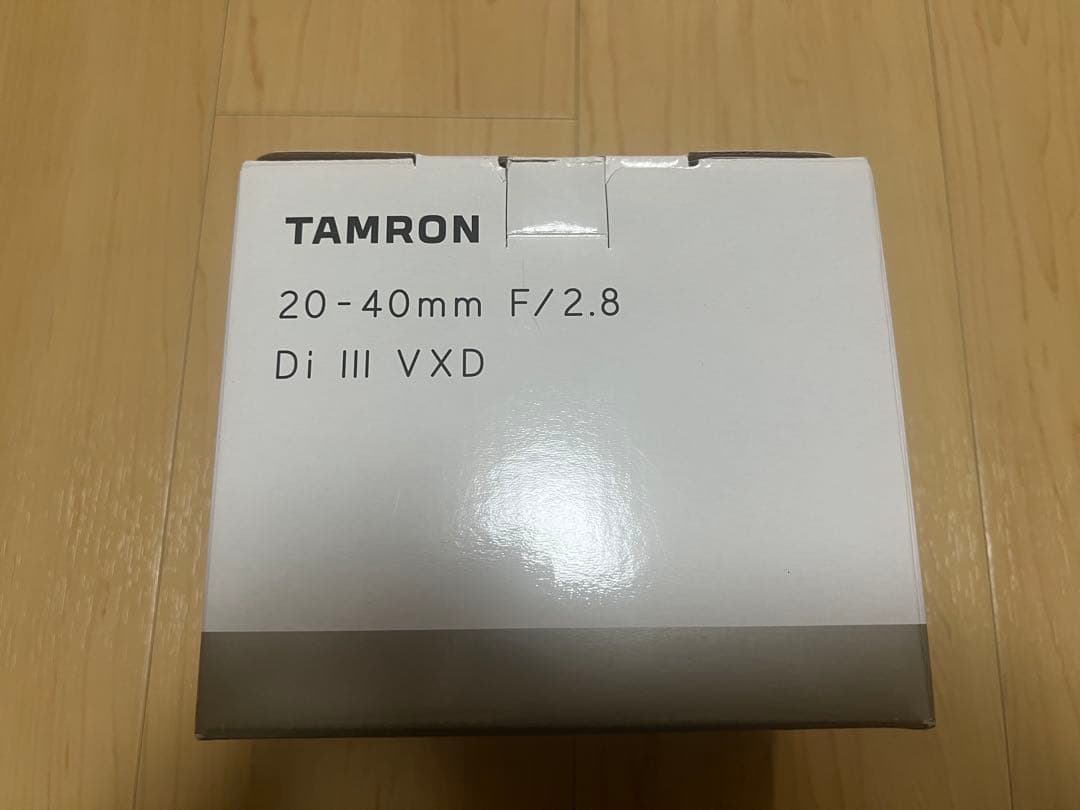 TAMRON
20-40mm F/2.8
Di III VXD